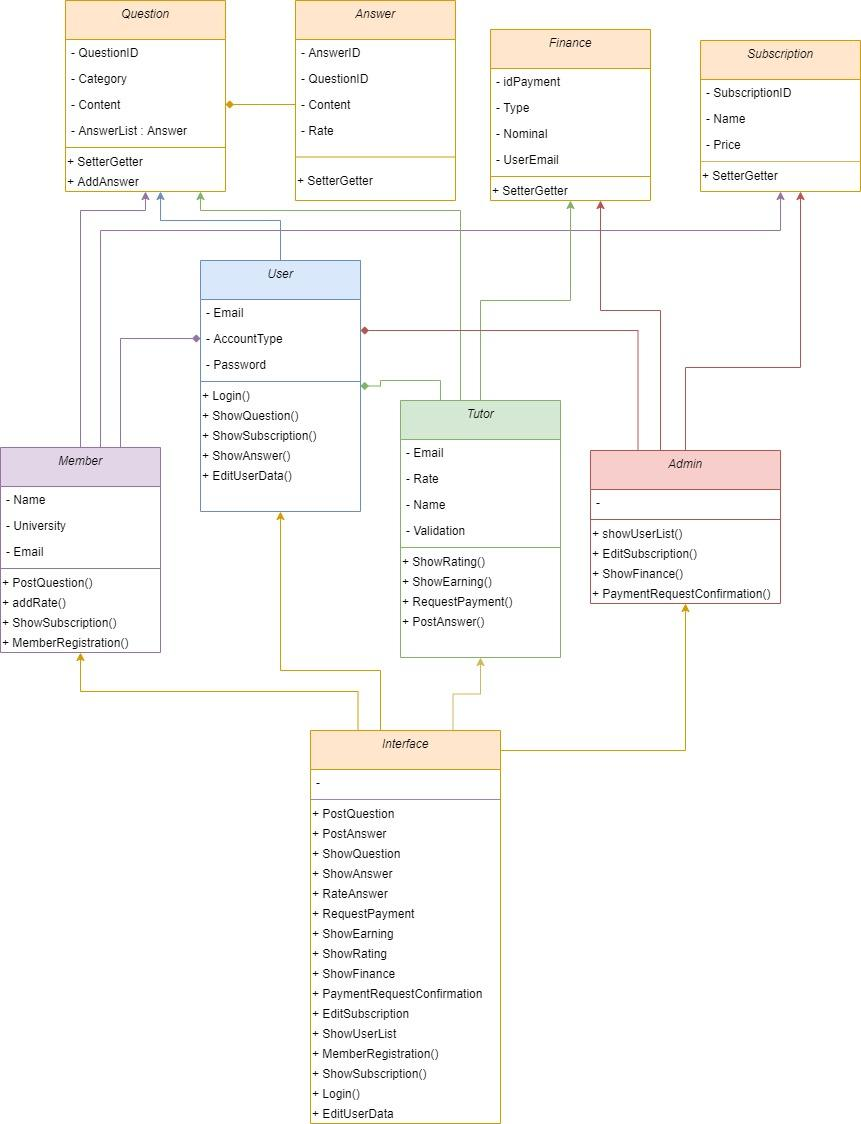 Question
- QuestionID
- Category
- Content
- AnswerList : Answer
+ SetterGetter
+ AddAnswer
Answer
- AnswerID
- QuestionID
- Content
- Rate
+ SetterGetter
Finance
- idPayment
- Type
- Nominal
- UserEmail
+ SetterGetter
Subscription
- SubscriptionID
- Name
- Price
+ SetterGetter
User
- Email
- AccountType
- Password
+ Login()
+ ShowQuestion()
+ ShowSubscription()
+ ShowAnswer()
+ EditUserData()
Member
- Name
- University
- Email
+ PostQuestion()
+ addRate()
+ ShowSubscription()
+ MemberRegistration()
Tutor
- Email
- Rate
- Name
- Validation
+ ShowRating()
+ ShowEarning()
+ RequestPayment()
+ PostAnswer()
Admin
-
+ showUserList()
+ EditSubscription()
+ ShowFinance()
+ PaymentRequestConfirmation()
Interface
-
+ PostQuestion
+ PostAnswer
+ ShowQuestion
+ ShowAnswer
+ RateAnswer
+ RequestPayment
+ ShowEarning
+ ShowRating
+ ShowFinance
+ PaymentRequestConfirmation
+ EditSubscription
+ ShowUserList
+ MemberRegistration()
+ ShowSubscription()
+ Login()
+ EditUserData